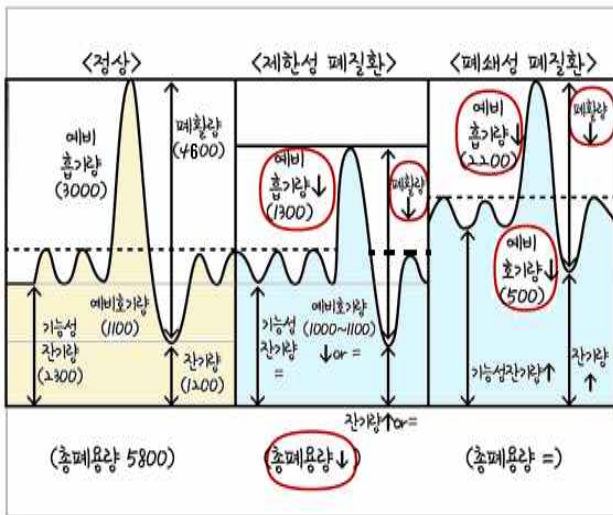 <정상>
예비
흡기량
(3000)
폐활량
(4600)
예비호기량
(1100)
기능성
잔기량
(2300)
잔기량
(1200)
(총폐용량 5800)
<제한성 폐질환>
예비
흡기량↓
(1300)
폐활량
↓
예비호기량
(1000~1100)
↓or =
기능성
잔기량
=
잔기량↑or=
(총폐용량↓)
<폐쇄성 폐질환>
예비
흡기량↓
(2200)
폐활량
↓
예비
호기량↓
(500)
기능성잔기량↑
잔기량
↑
(총폐용량 =)